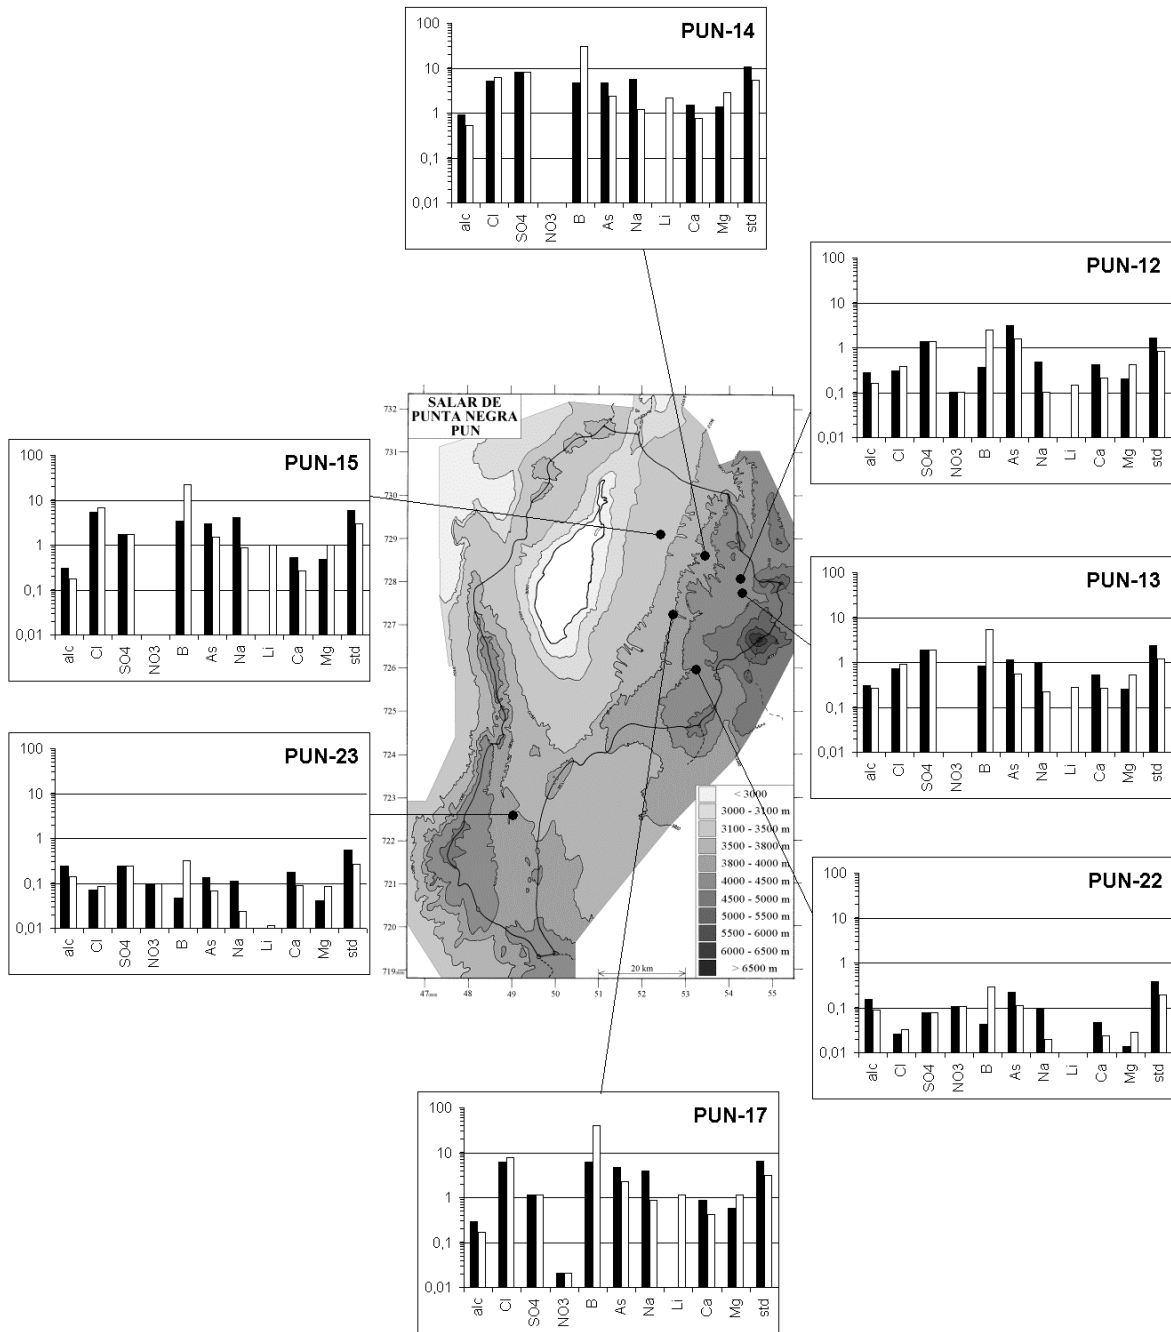 PUN-14
100
10
1
0,1
0,01
alc
Cl
SO4
NO3
B
As
Na
Li
Ca
Mg
std
PUN-12
100
10
1
0,1
0,01
alc
Cl
SO4
NO3
B
As
Na
Li
Ca
Mg
std
SALAR DE
PUNTA NEGRA
PUN
732
731
730
729
728
727
726
725
724
723
722
721
720
719
47
48
49
50
51
52
53
54
55
20 km
< 3000
3000 - 3100 m
3100 - 3500 m
3500 - 3800 m
3800 - 4000 m
4000 - 4500 m
4500 - 5000 m
5000 - 5500 m
5500 - 6000 m
6000 - 6500 m
> 6500 m
PUN-15
100
10
1
0,1
0,01
alc
Cl
SO4
NO3
B
As
Na
Li
Ca
Mg
std
PUN-13
100
10
1
0,1
0,01
alc
Cl
SO4
NO3
B
As
Na
Li
Ca
Mg
std
PUN-23
100
10
1
0,1
0,01
alc
Cl
SO4
NO3
B
As
Na
Li
Ca
Mg
std
PUN-22
100
10
1
0,1
0,01
alc
Cl
SO4
NO3
B
As
Na
Li
Ca
Mg
std
PUN-17
100
10
1
0,1
0,01
alc
Cl
SO4
NO3
B
As
Na
Li
Ca
Mg
std